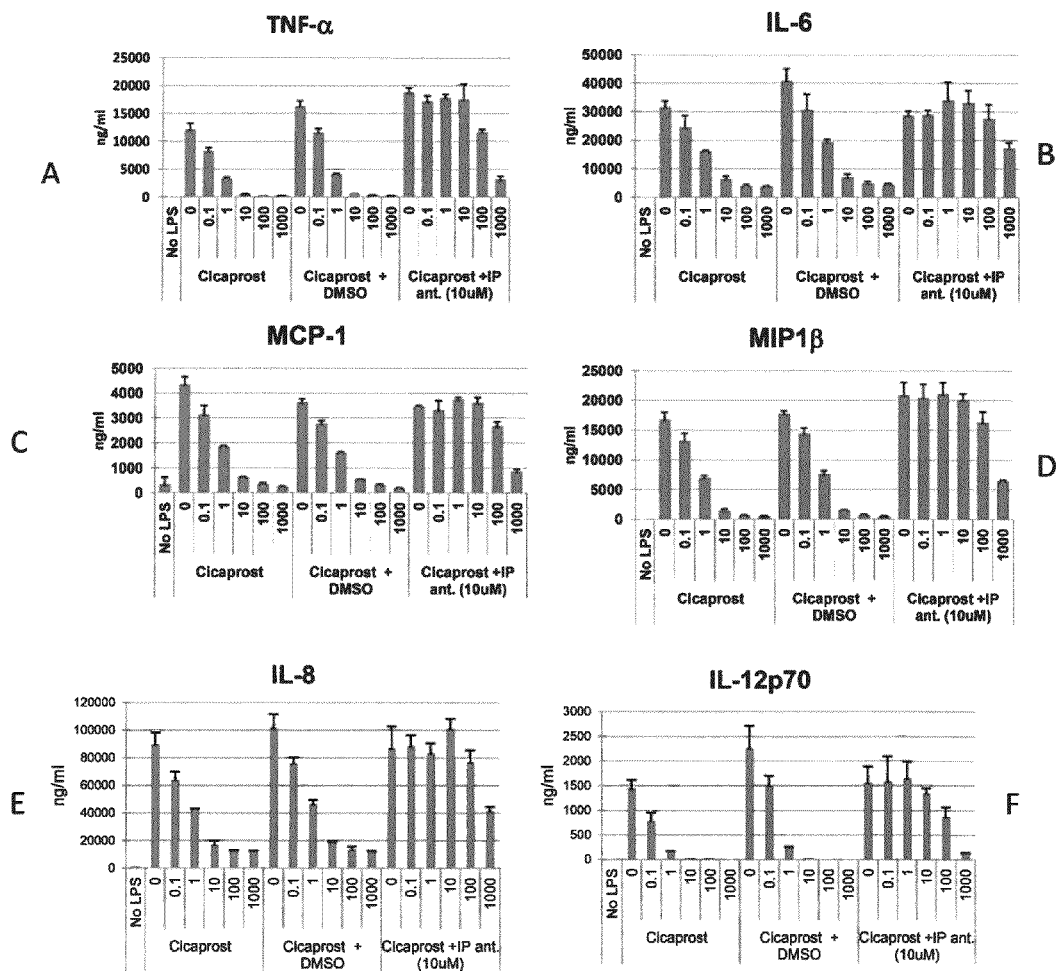 TNF-α
ng/ml
25000
20000
15000
10000
5000
0
No LPS
0
0.1
1
10
100
1000
0
0.1
1
10
100
1000
0
0.1
1
10
100
1000
Cicaprost
Cicaprost +
DMSO
Cicaprost +IP
ant. (10uM)
A
IL-6
ng/ml
50000
40000
30000
20000
10000
0
No LPS
0
0.1
1
10
100
1000
0
0.1
1
10
100
1000
0
0.1
1
10
100
1000
Cicaprost
Cicaprost +
DMSO
Cicaprost +IP
ant. (10uM)
B
MCP-1
ng/ml
5000
4000
3000
2000
1000
0
No LPS
0
0.1
1
10
100
1000
0
0.1
1
10
100
1000
0
0.1
1
10
100
1000
Cicaprost
Cicaprost +
DMSO
Cicaprost +IP
ant. (10uM)
C
MIP1β
ng/ml
25000
20000
15000
10000
5000
0
No LPS
0
0.1
1
10
100
1000
0
0.1
1
10
100
1000
0
0.1
1
10
100
1000
Cicaprost
Cicaprost +
DMSO
Cicaprost +IP
ant. (10uM)
D
IL-8
ng/ml
120000
100000
80000
60000
40000
20000
0
No LPS
0
0.1
1
10
100
1000
0
0.1
1
10
100
1000
0
0.1
1
10
100
1000
Cicaprost
Cicaprost +
DMSO
Cicaprost +IP ant.
(10uM)
E
IL-12p70
ng/ml
3000
2500
2000
1500
1000
500
0
No LPS
0
0.1
1
10
100
1000
0
0.1
1
10
100
1000
0
0.1
1
10
100
1000
Cicaprost
Cicaprost +
DMSO
Cicaprost +IP ant.
(10uM)
F